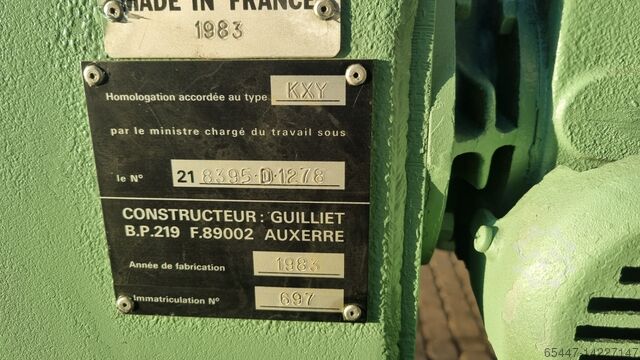 MADE IN FRANCE
1983
Homologation accordée au type KXY
par le ministre chargé du travail sous
le N° 21 8395·D·1278
CONSTRUCTEUR : GUILLIET
B.P.219 F.89002 AUXERRE
Année de fabrication 1983
Immatriculation N° 697
65447-14227147